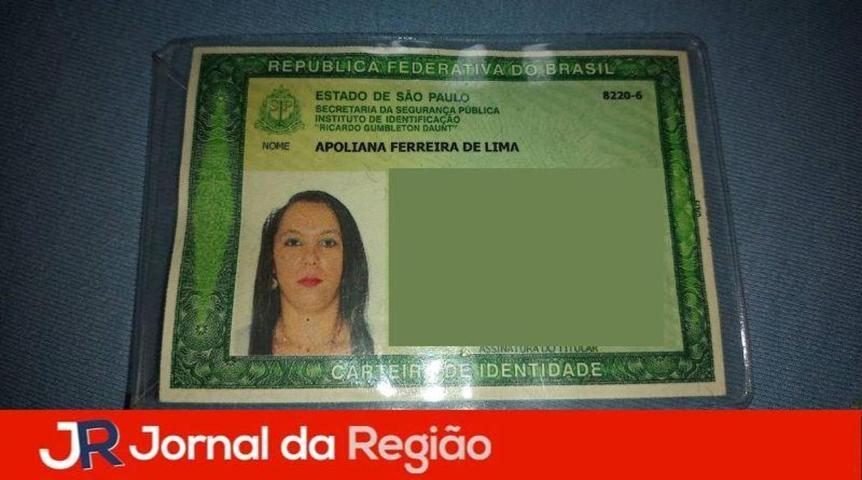 REPÚBLICA FEDERATIVA DO BRASIL
ESTADO DE SÃO PAULO 8220-6
SECRETARIA DA SEGURANÇA PÚBLICA
INSTITUTO DE IDENTIFICAÇÃO
"RICARDO GUMBLETON DAUNT"
NOME APOLIANA FERREIRA DE LIMA
ASSINATURA DO TITULAR
CARTEIRA DE IDENTIDADE
JR Jornal da Região